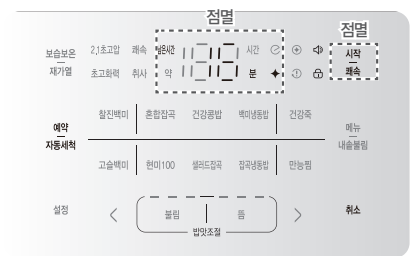 점멸
점멸
보습보온
재가열
2,1초고압 쾌속 남은시간 시간
초고화력 취사 약 분
시작
쾌속
찰진백미 혼합잡곡 건강콩밥 백미냉동밥 건강죽
예약
자동세척
메뉴
내솥불림
고슬백미 현미100 샐러드잡곡 잡곡냉동밥 만능찜
설정 < 불림 뜸 > 취소
밥맛조절